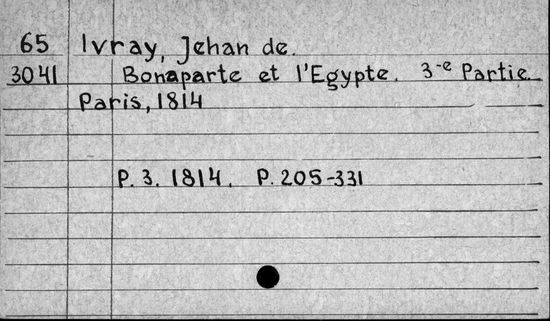 65 Ivray, Jehan de.
3041 Bonaparte et l'Egypte. 3-e Partie
Paris, 1814
P. 3. 1814. P. 205-331